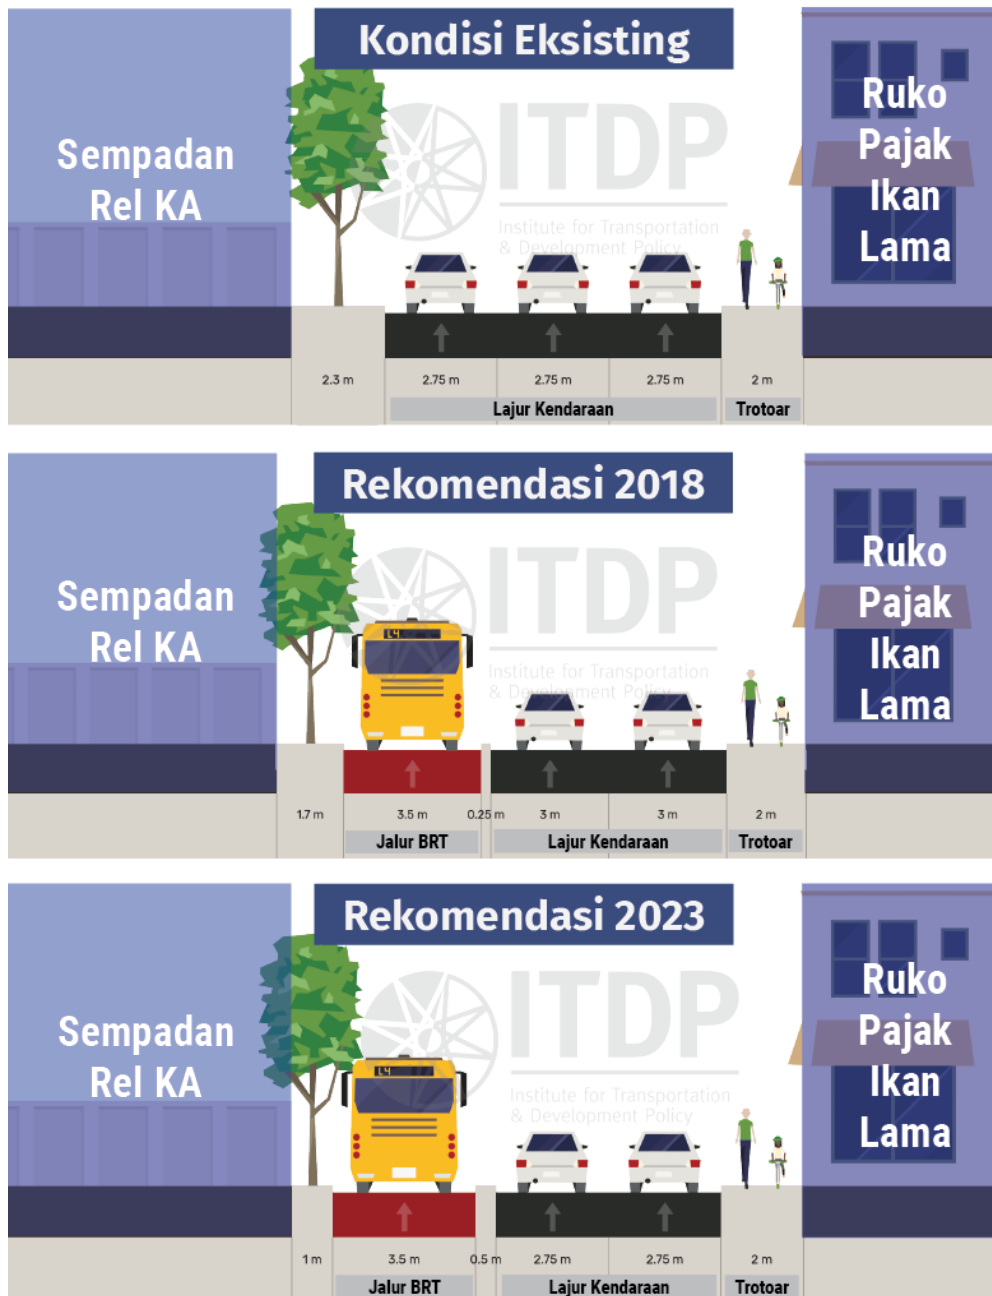 Kondisi Eksisting
Sempadan
Rel KA
ITDP
Institute for Transportation
& Development Policy
Ruko
Pajak
Ikan
Lama
2.3 m
2.75 m
2.75 m
2.75 m
2 m
Lajur Kendaraan
Trotoar
Rekomendasi 2018
Sempadan
Rel KA
ITDP
Institute for Transportation
& Development Policy
L4
Ruko
Pajak
Ikan
Lama
1.7 m
3.5 m
0.25 m
3 m
3 m
2 m
Jalur BRT
Lajur Kendaraan
Trotoar
Rekomendasi 2023
Sempadan
Rel KA
ITDP
Institute for Transportation
& Development Policy
L4
Ruko
Pajak
Ikan
Lama
1 m
3.5 m
0.5 m
2.75 m
2.75 m
2 m
Jalur BRT
Lajur Kendaraan
Trotoar